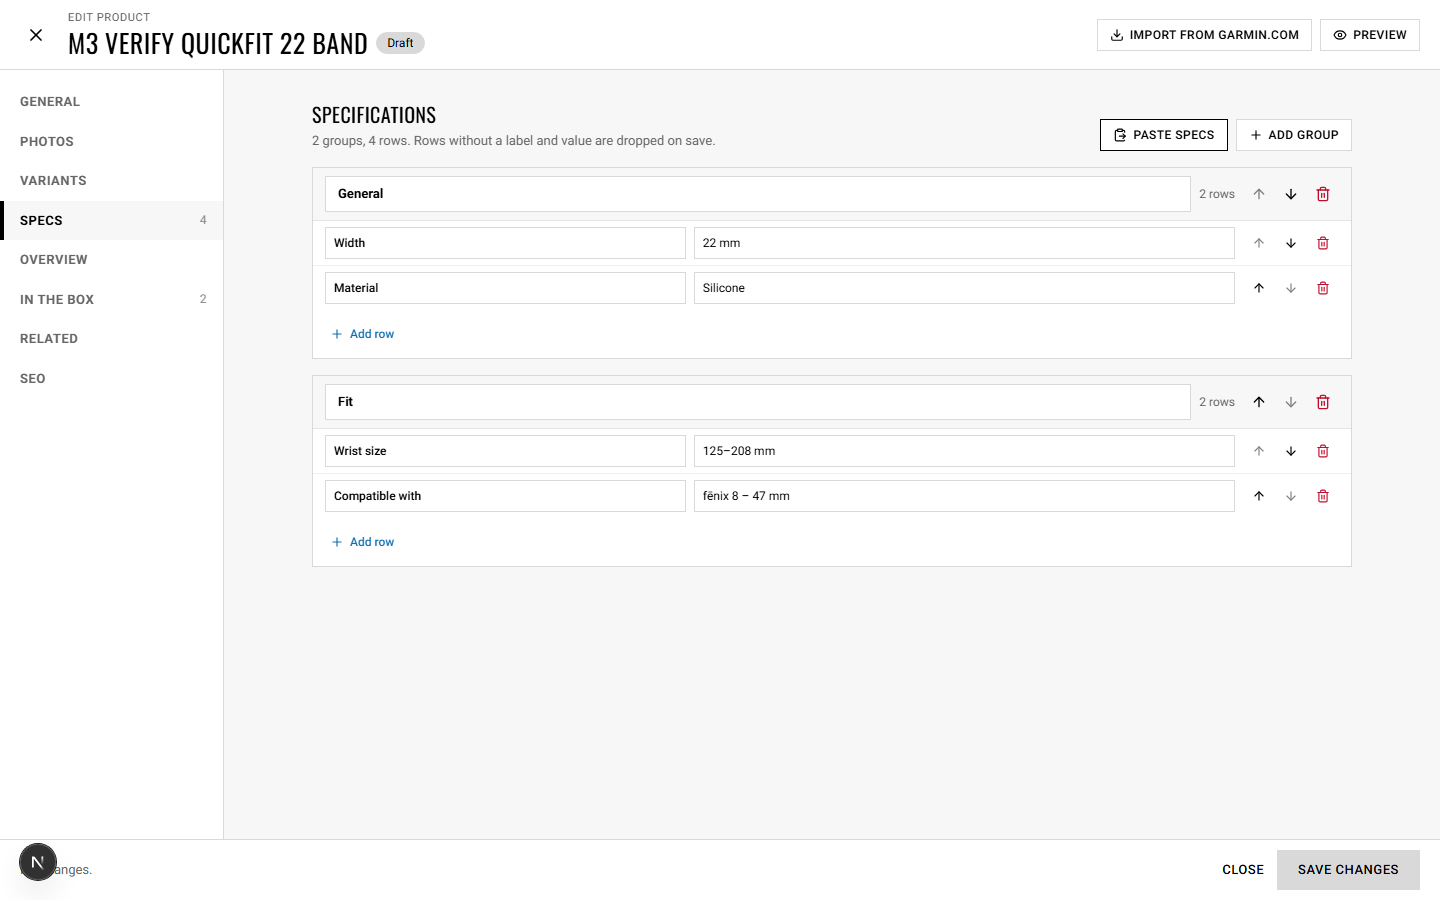 EDIT PRODUCT
M3 VERIFY QUICKFIT 22 BAND
Draft
IMPORT FROM GARMIN.COM
PREVIEW
GENERAL
PHOTOS
VARIANTS
SPECS 4
OVERVIEW
IN THE BOX 2
RELATED
SEO
SPECIFICATIONS
2 groups, 4 rows. Rows without a label and value are dropped on save.
PASTE SPECS
ADD GROUP
General 2 rows
Width 22 mm
Material Silicone
Add row
Fit 2 rows
Wrist size 125–208 mm
Compatible with fēnix 8 – 47 mm
Add row
N
CLOSE
SAVE CHANGES